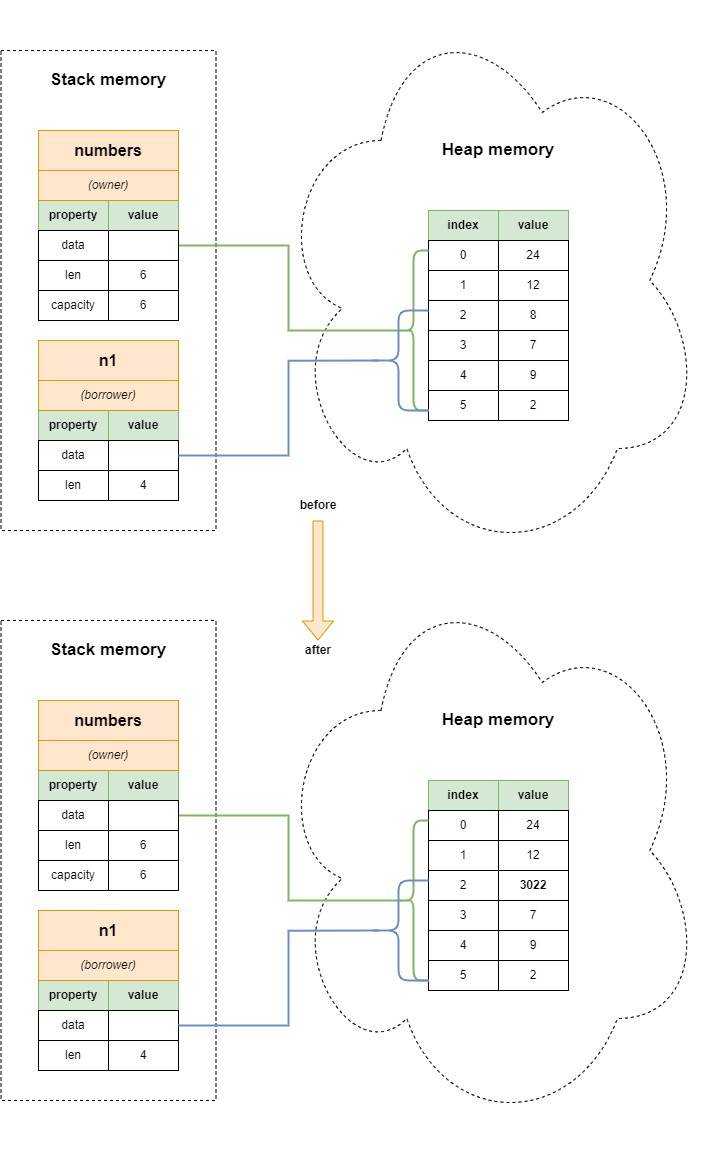 Stack memory
numbers
(owner)
property value
data
len 6
capacity 6
n1
(borrower)
property value
data
len 4
Heap memory
index value
0 24
1 12
2 8
3 7
4 9
5 2
before
after
Stack memory
numbers
(owner)
property value
data
len 6
capacity 6
n1
(borrower)
property value
data
len 4
Heap memory
index value
0 24
1 12
2 3022
3 7
4 9
5 2